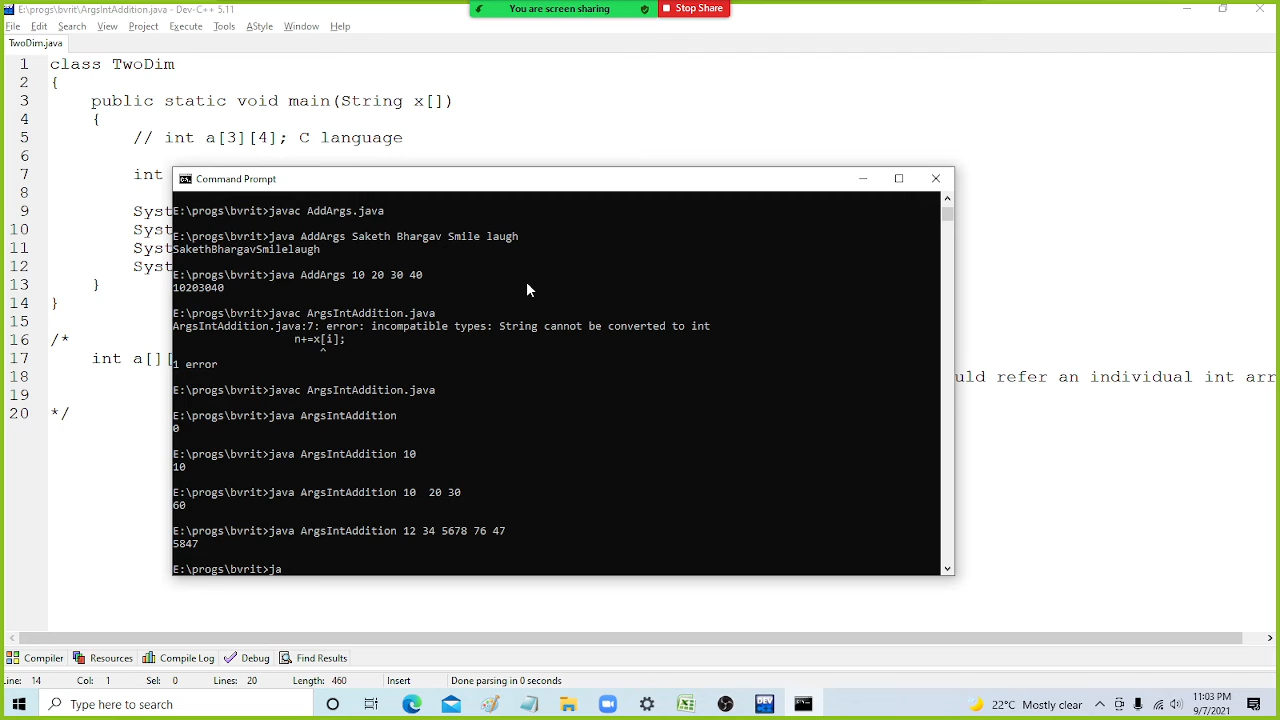 E:\progs\bvrit\ArgsIntAddition.java - Dev-C++ 5.11
You are screen sharing
Stop Share
File Edit Search View Project Execute Tools AStyle Window Help
TwoDim.java
1 class TwoDim
2 {
3 public static void main(String x[])
4 {
5 // int a[3][4]; C language
6
7 int
8
9 Syst
10 Syst
11 Syst
12 Syst
13 }
14 }
16 /*
17 int a[][
18 uld refer an individual int arr
19
20 */
Command Prompt
E:\progs\bvrit>javac AddArgs.java
E:\progs\bvrit>java AddArgs Saketh Bhargav Smile laugh
SakethBhargavSmilelaugh
E:\progs\bvrit>java AddArgs 10 20 30 40
10203040
E:\progs\bvrit>javac ArgsIntAddition.java
ArgsIntAddition.java:7: error: incompatible types: String cannot be converted to int
n+=x[i];
^
1 error
E:\progs\bvrit>javac ArgsIntAddition.java
E:\progs\bvrit>java ArgsIntAddition
0
E:\progs\bvrit>java ArgsIntAddition 10
10
E:\progs\bvrit>java ArgsIntAddition 10  20 30
60
E:\progs\bvrit>java ArgsIntAddition 12 34 5678 76 47
5847
E:\progs\bvrit>ja
Compiler Resources Compile Log Debug Find Results
Line: 14 Col: 1 Sel: 0 Lines: 20 Length: 460 Insert Done parsing in 0 seconds
Type here to search
DEV
22°C Mostly clear
11:03 PM
9/7/2021